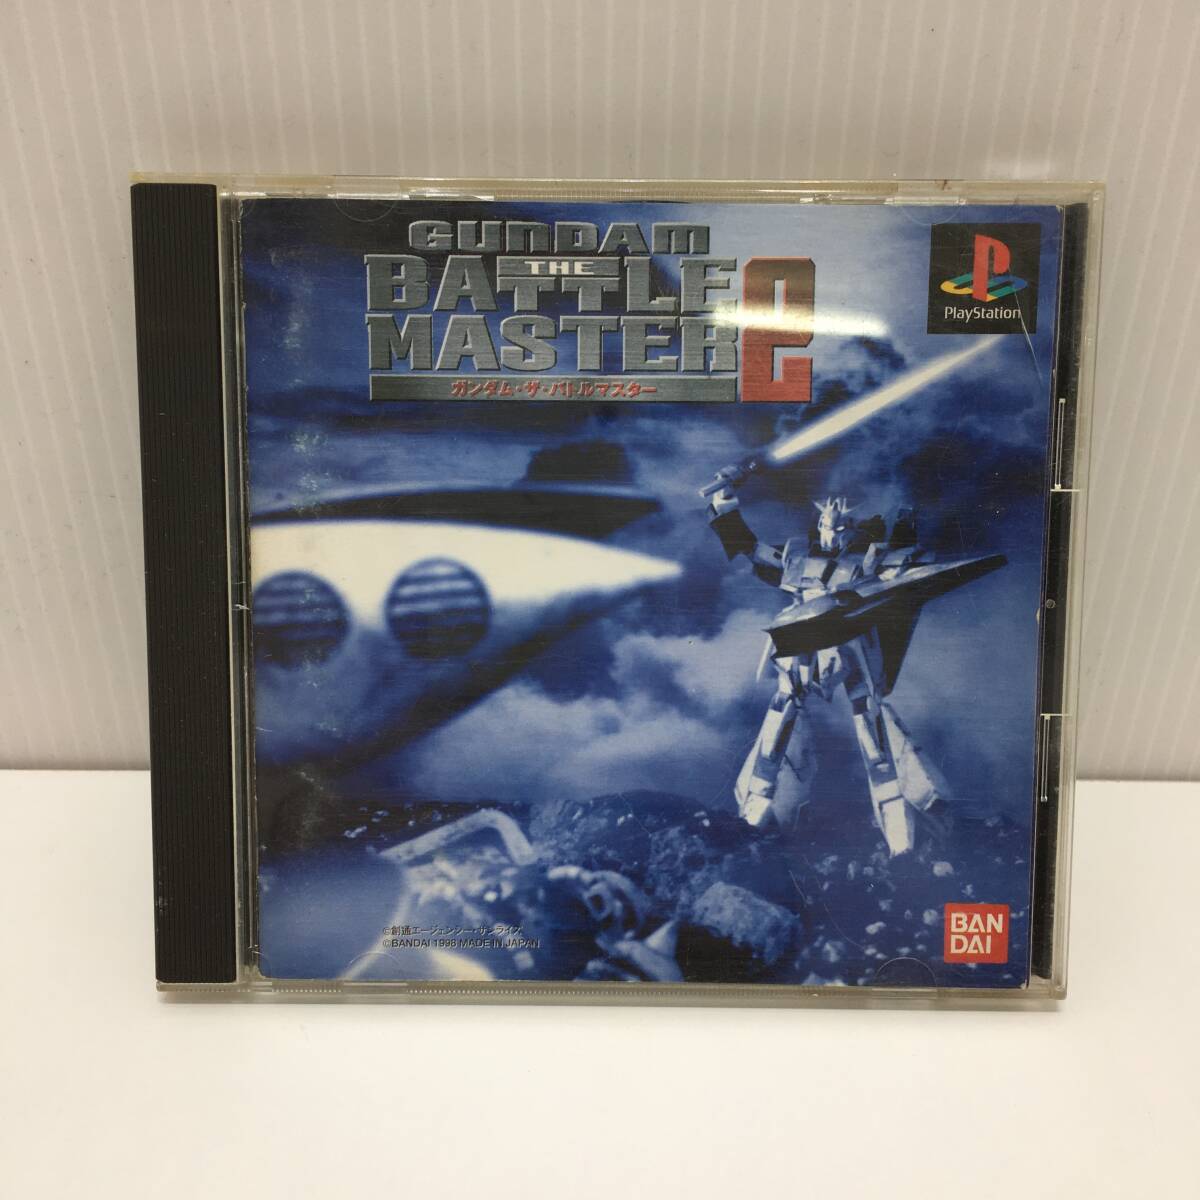 GUNDAM
THE
BATTLE
MASTER 2
ガンダム・ザ・バトルマスター
PlayStation
©創通エージェンシー・サンライズ
©BANDAI 1998 MADE IN JAPAN
BAN
DAI